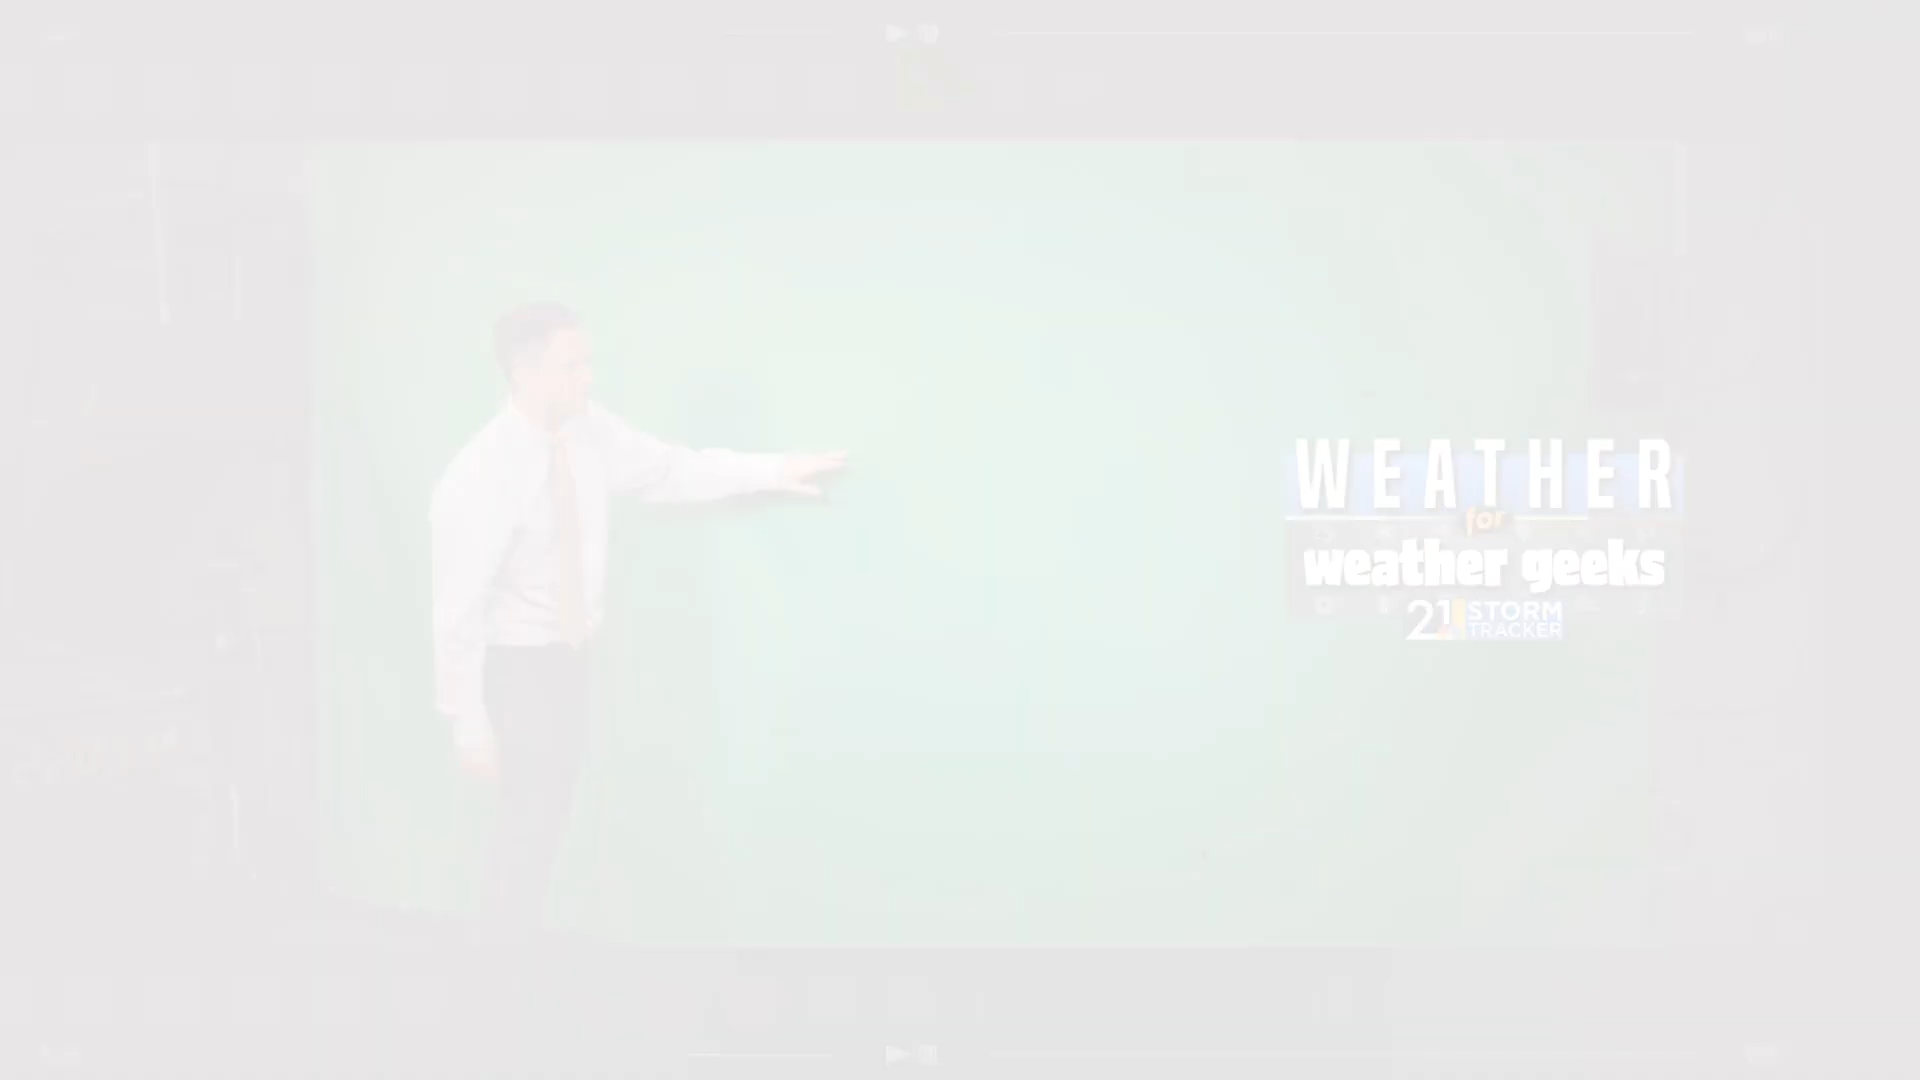 WEATHER
for
weather geeks
21 STORM
TRACKER